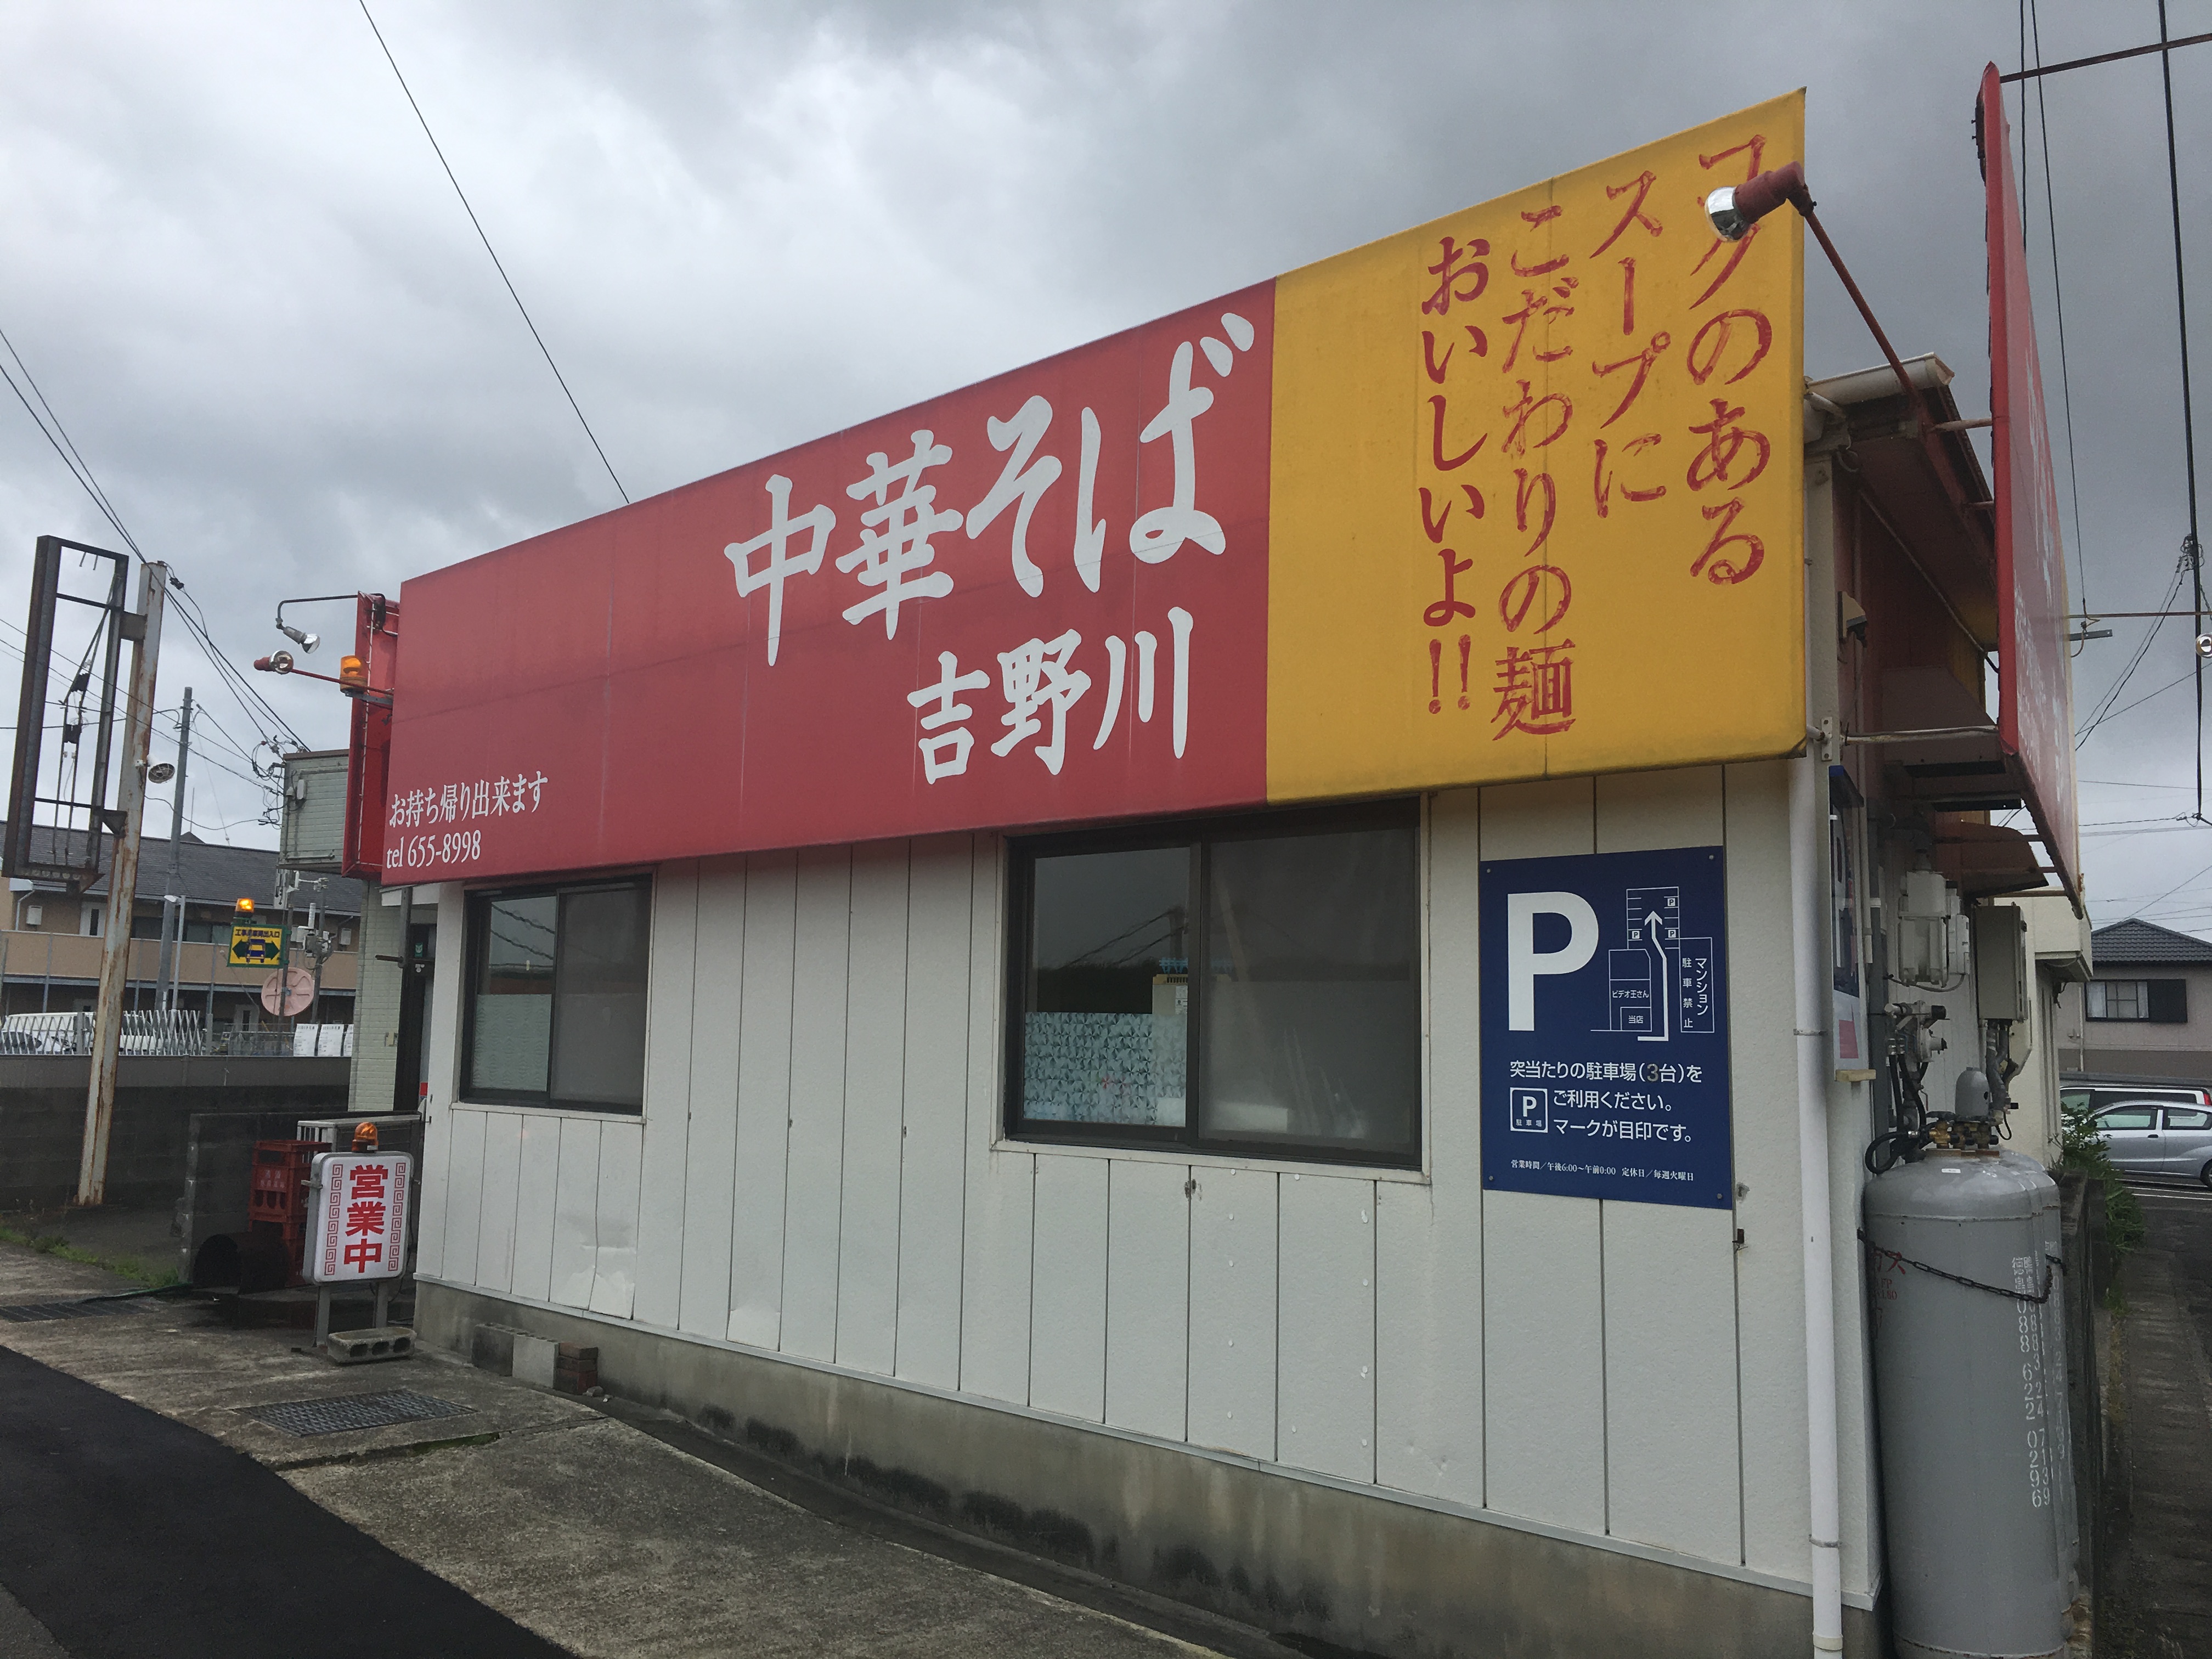 中華そば
吉野川
お持ち帰り出来ます
tel 655-8998
コクのある
スープに
こだわりの麺
おいしいよ!!
P
P
P
P
ビデオ王さん
当店
マンション
駐車禁止
突当たりの駐車場(3台)を
P
駐車場
ご利用ください。
マークが目印です。
営業時間/午後6:00~午前0:00 定休日/毎週火曜日
営業中
088 622 0296